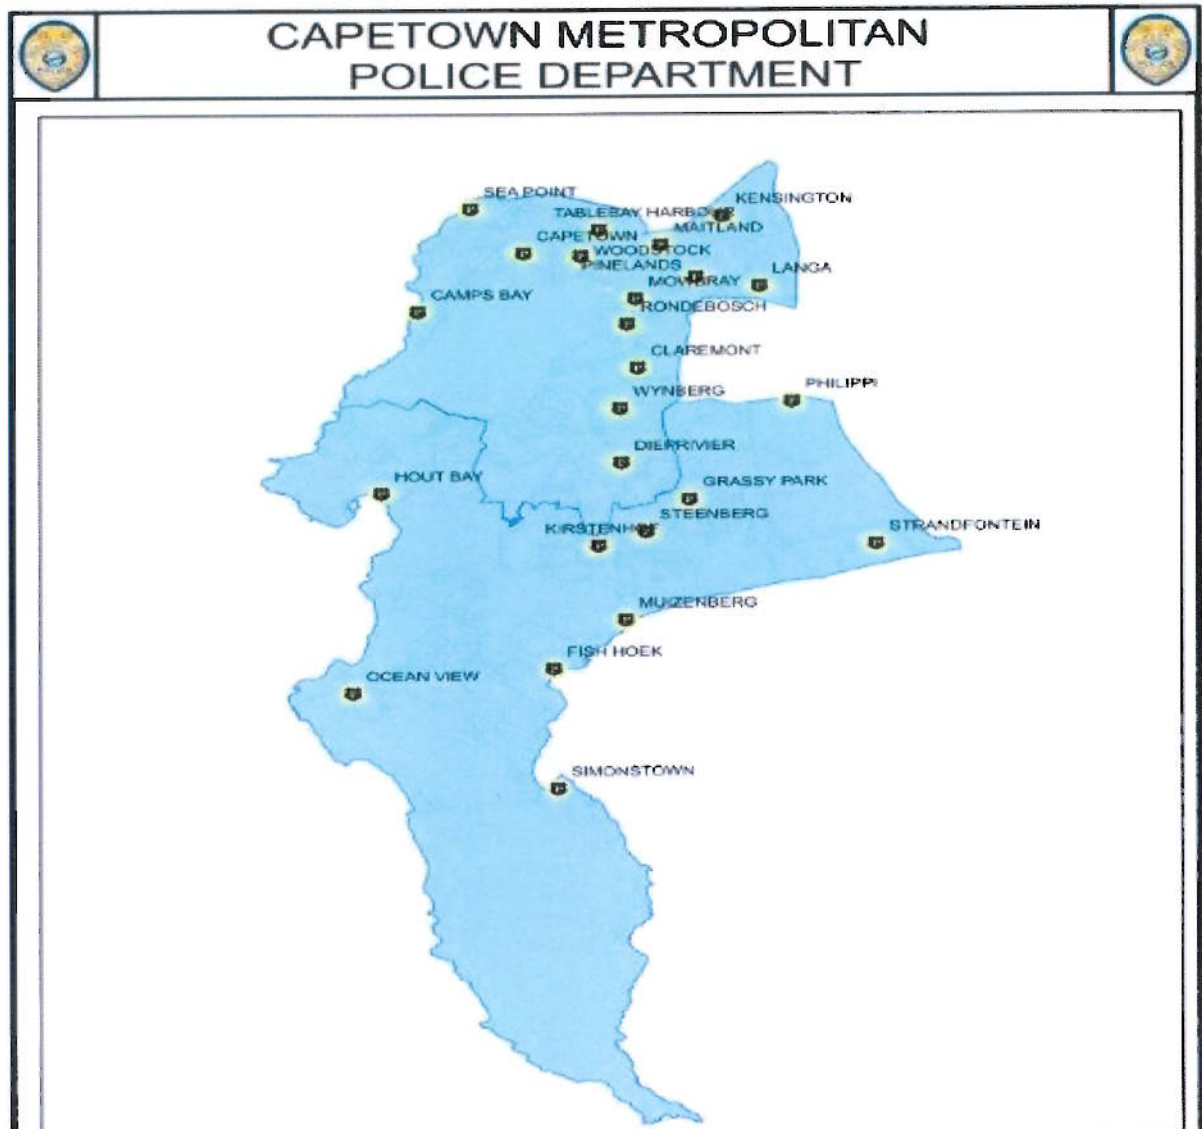 CAPETOWN METROPOLITAN
POLICE DEPARTMENT
SEA POINT
KENSINGTON
TABLEBAY HARBOUR
MAITLAND
CAPETOWN
WOODSTOCK
PINELANDS
LANGA
MOWBRAY
CAMPS BAY
RONDEBOSCH
CLAREMONT
PHILIPPI
WYNBERG
DIEPRIVIER
HOUT BAY
GRASSY PARK
STEENBERG
KIRSTENHOF
STRANDFONTEIN
MUIZENBERG
FISH HOEK
OCEAN VIEW
SIMONSTOWN